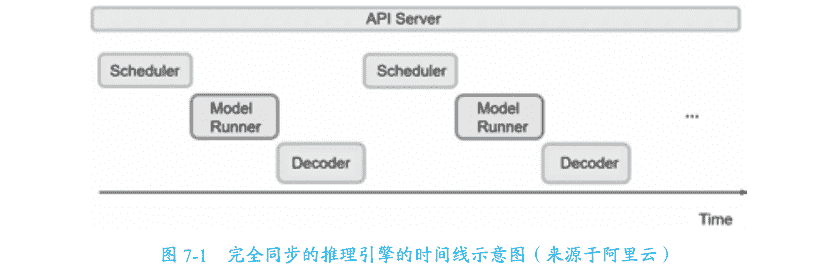 API Server
Scheduler
Scheduler
Model
Runner
Model
Runner
...
Decoder
Decoder
Time
图 7-1 完全同步的推理引擎的时间线示意图（来源于阿里云）